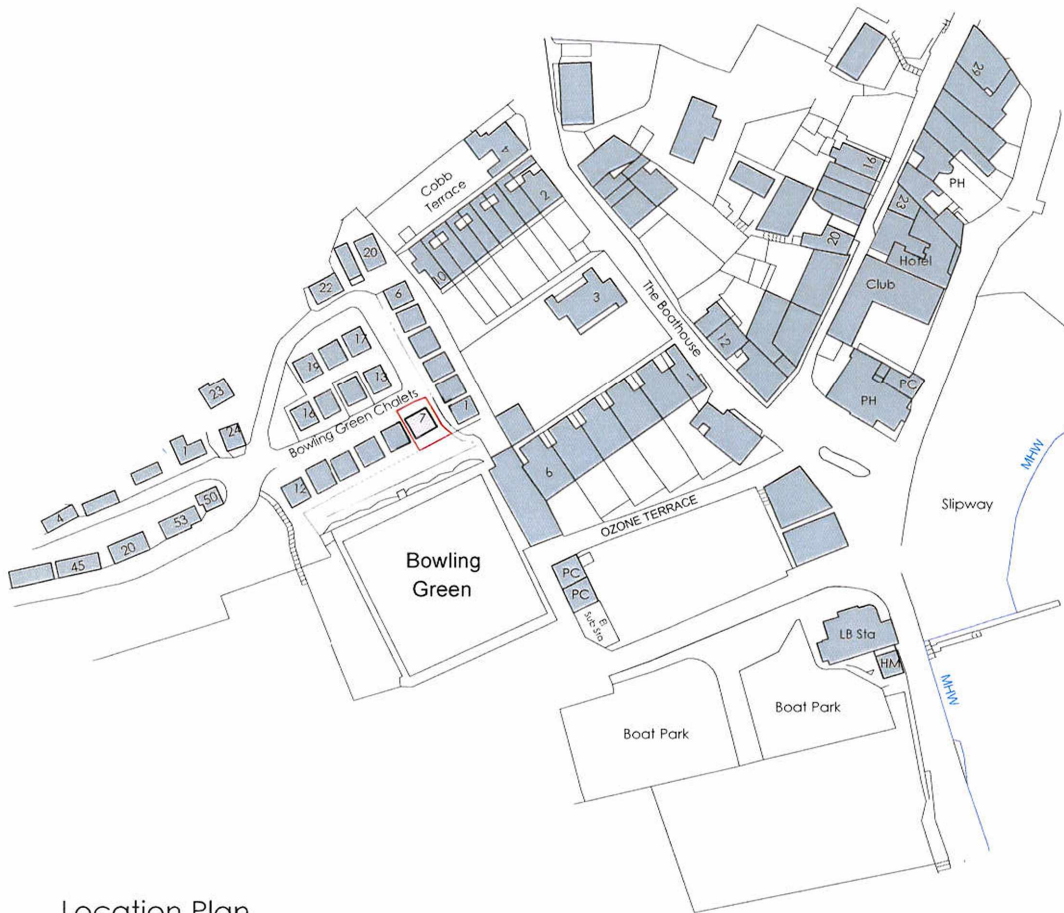 29
PH
16
23
Hotel
Club
20
4
Cobb
Terrace
2
10
20
22
6
3
The Boathouse
12
1
PC
PH
17
19
13
16
23
Bowling Green Chalets
7
1
24
1
12
50
53
20
45
4
6
OZONE TERRACE
Bowling
Green
PC
PC
El
Sub Sta
MHW
Slipway
LB Sta
HM
MHW
Boat Park
Boat Park
Location Plan